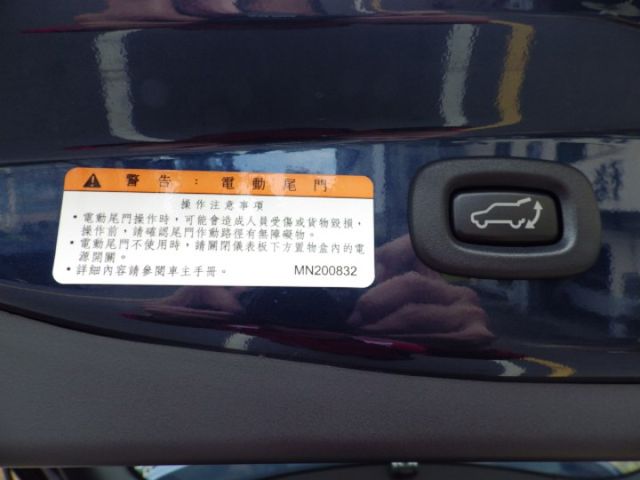 警告：電動尾門
操作注意事項
•電動尾門操作時，可能會造成人員受傷或貨物毀損，
操作前，請確認尾門作動路徑有無障礙物。
•電動尾門不使用時，請關閉儀表板下方置物盒內的電
源開關。
•詳細內容請參閱車主手冊。 MN200832